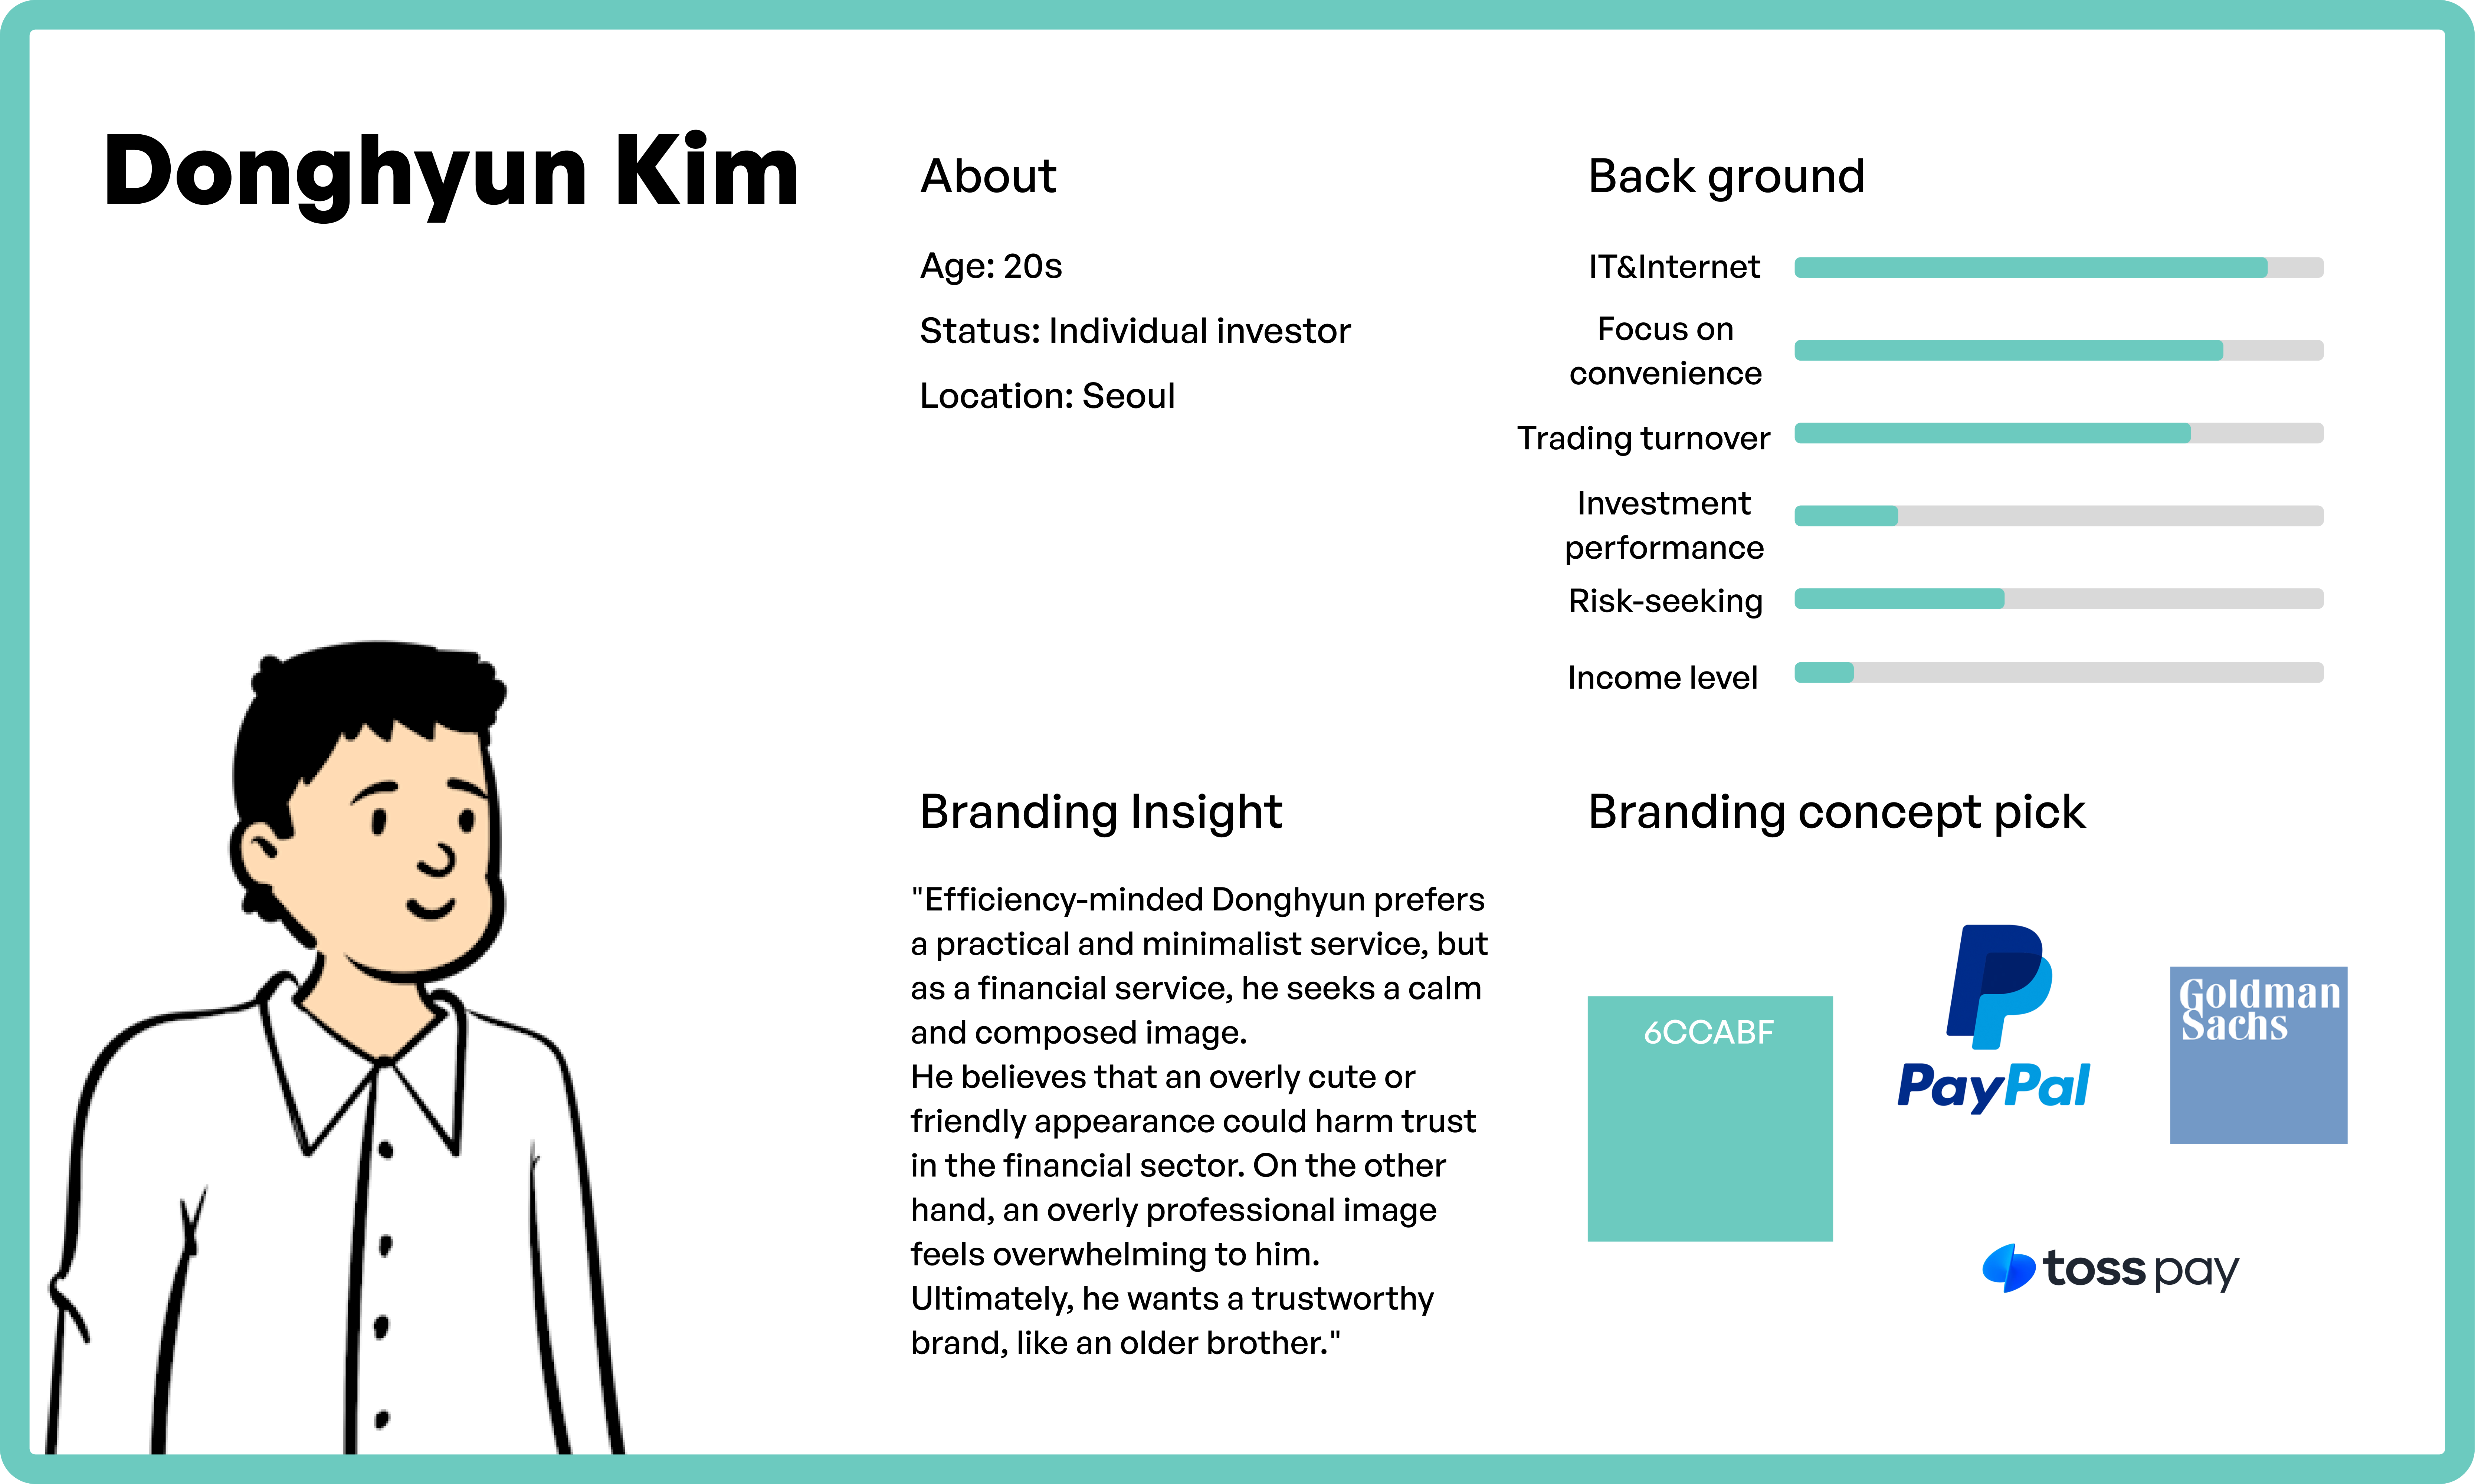 Donghyun Kim
About
Age: 20s
Status: Individual investor
Location: Seoul
Back ground
IT&Internet
Focus on
convenience
Trading turnover
Investment
performance
Risk-seeking
Income level
Branding Insight
"Efficiency-minded Donghyun prefers
a practical and minimalist service, but
as a financial service, he seeks a calm
and composed image.
He believes that an overly cute or
friendly appearance could harm trust
in the financial sector. On the other
hand, an overly professional image
feels overwhelming to him.
Ultimately, he wants a trustworthy
brand, like an older brother."
Branding concept pick
6CCABF
PayPal
Goldman
Sachs
toss pay